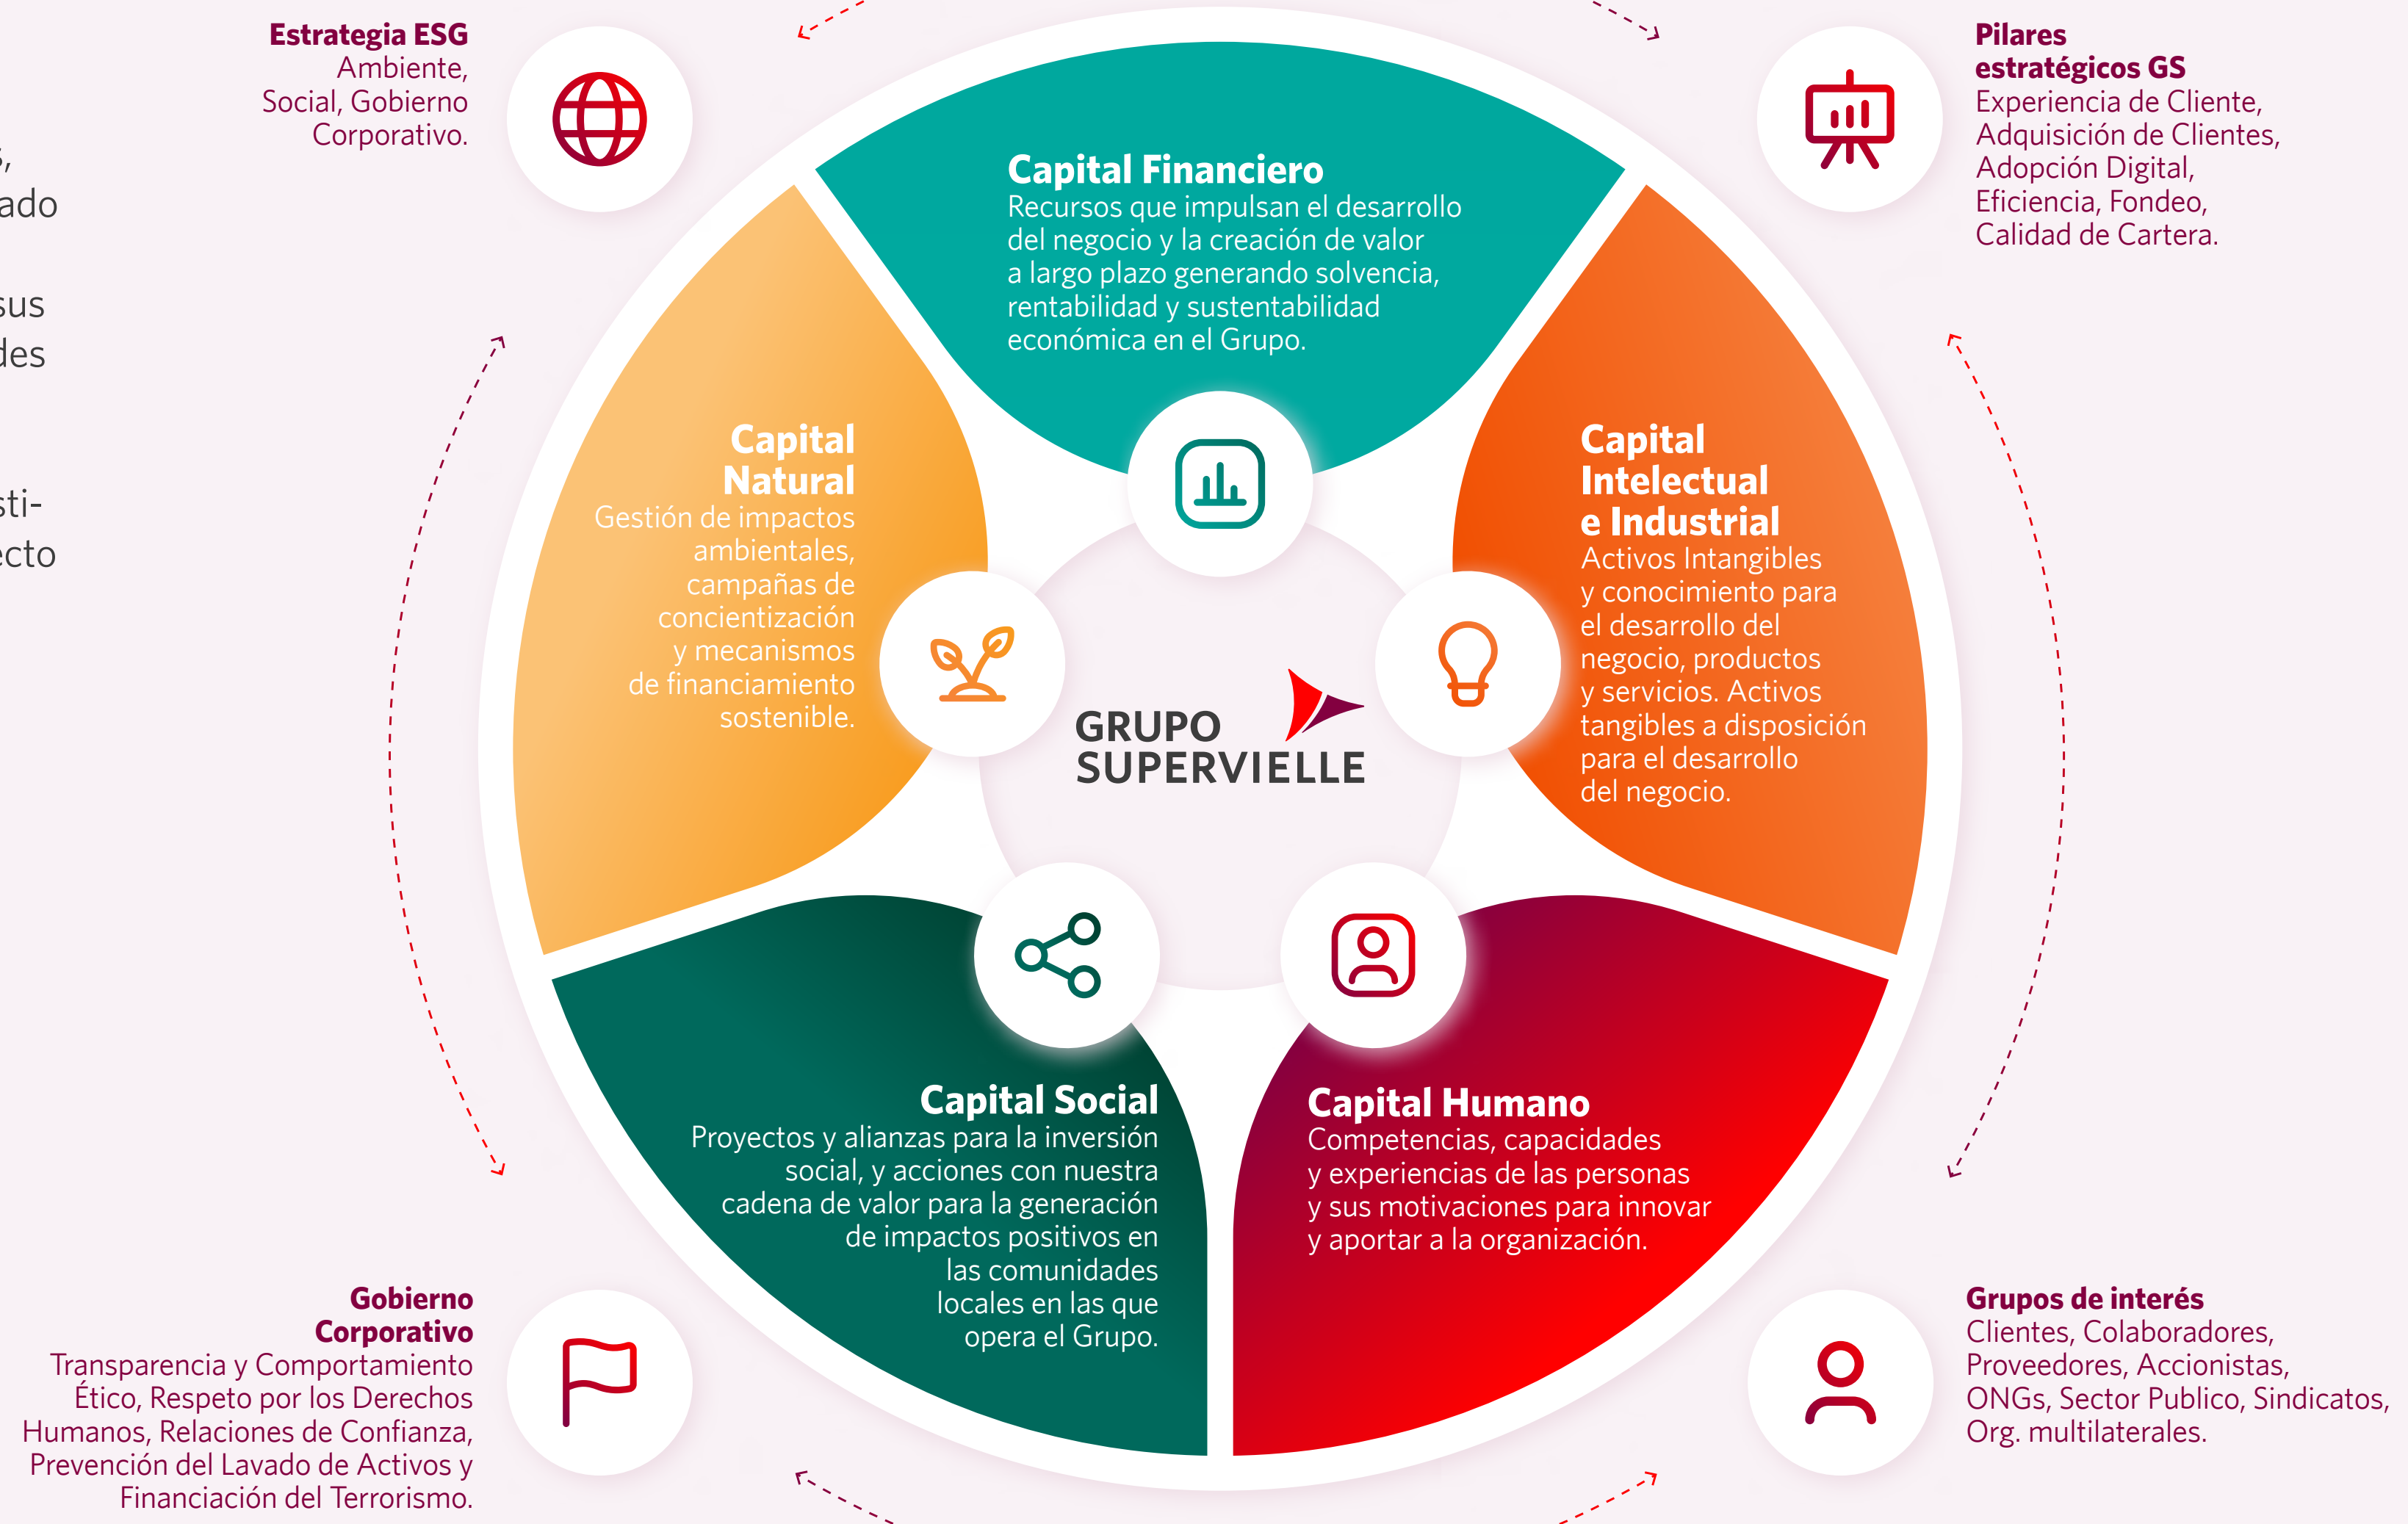 s,
ado
sus
des
sti-
ecto
Estrategia ESG
Ambiente,
Social, Gobierno
Corporativo.
Pilares
estratégicos GS
Experiencia de Cliente,
Adquisición de Clientes,
Adopción Digital,
Eficiencia, Fondeo,
Calidad de Cartera.
Capital Financiero
Recursos que impulsan el desarrollo
del negocio y la creación de valor
a largo plazo generando solvencia,
rentabilidad y sustentabilidad
económica en el Grupo.
Capital
Natural
Gestión de impactos
ambientales,
campañas de
concientización
y mecanismos
de financiamiento
sostenible.
Capital
Intelectual
e Industrial
Activos Intangibles
y conocimiento para
el desarrollo del
negocio, productos
y servicios. Activos
tangibles a disposición
para el desarrollo
del negocio.
GRUPO
SUPERVIELLE
Capital Social
Proyectos y alianzas para la inversión
social, y acciones con nuestra
cadena de valor para la generación
de impactos positivos en
las comunidades
locales en las que
opera el Grupo.
Capital Humano
Competencias, capacidades
y experiencias de las personas
y sus motivaciones para innovar
y aportar a la organización.
Gobierno
Corporativo
Transparencia y Comportamiento
Ético, Respeto por los Derechos
Humanos, Relaciones de Confianza,
Prevención del Lavado de Activos y
Financiación del Terrorismo.
Grupos de interés
Clientes, Colaboradores,
Proveedores, Accionistas,
ONGs, Sector Publico, Sindicatos,
Org. multilaterales.